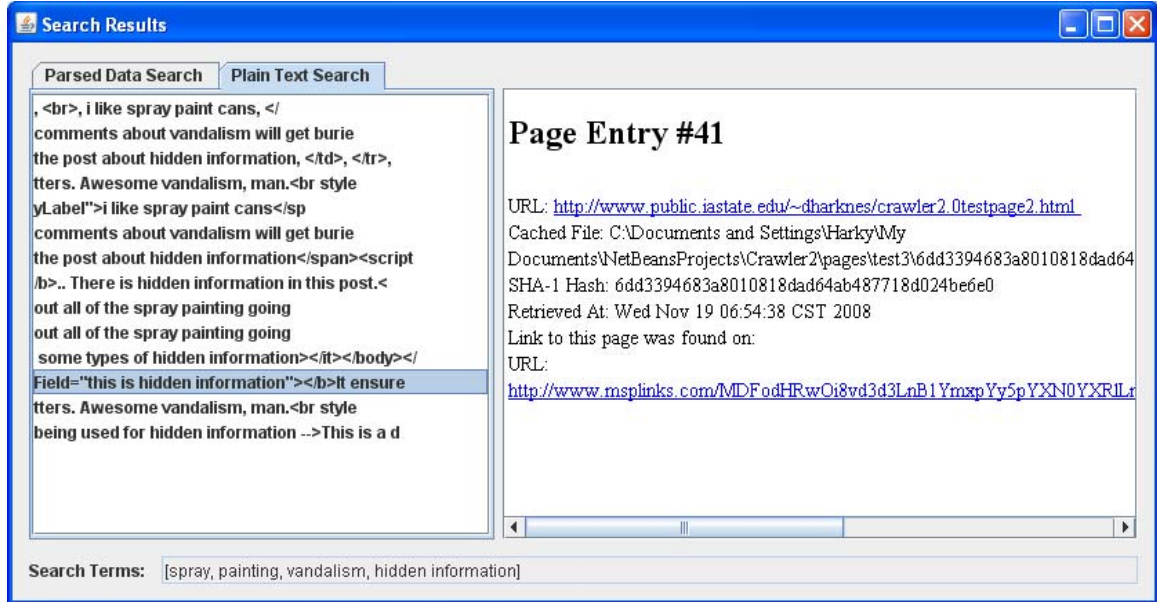 Search Results
Parsed Data Search Plain Text Search
, <br>, i like spray paint cans, </
comments about vandalism will get burie
the post about hidden information, </td>, </tr>,
tters. Awesome vandalism, man.<br style
yLabel">i like spray paint cans</sp
comments about vandalism will get burie
the post about hidden information</span><script
/b>.. There is hidden information in this post.<
out all of the spray painting going
out all of the spray painting going
some types of hidden information></it></body></
Field="this is hidden information"></b>It ensure
tters. Awesome vandalism, man.<br style
being used for hidden information -->This is a d
Page Entry #41
URL: http://www.public.iastate.edu/~dharknes/crawler2.0testpage2.html
Cached File: C:\Documents and Settings\Harky\My
Documents\NetBeansProjects\Crawler2\pages\test3\6dd3394683a8010818dad64
SHA-1 Hash: 6dd3394683a8010818dad64ab487718d024be6e0
Retrieved At: Wed Nov 19 06:54:38 CST 2008
Link to this page was found on:
URL:
http://www.msplinks.com/MDFodHRwOi8vd3d3LnB1YmxpYy5pYXN0YXRlLr
Search Terms: [spray, painting, vandalism, hidden information]